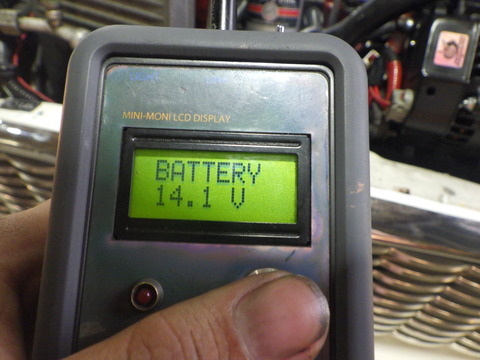 MINI-MONI LCD DISPLAY
BATTERY
14.1 V